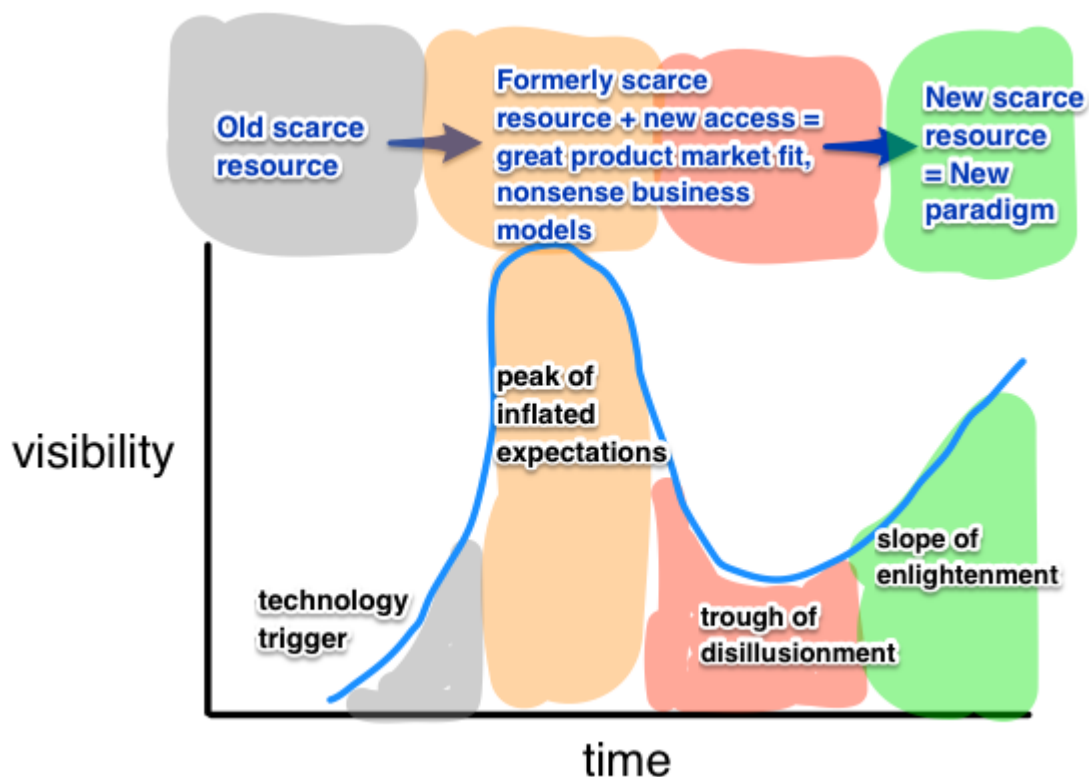 Old scarce
resource
Formerly scarce
resource + new access =
great product market fit,
nonsense business
models
New scarce
resource
= New
paradigm
visibility
technology
trigger
peak of
inflated
expectations
trough of
disillusionment
slope of
enlightenment
time